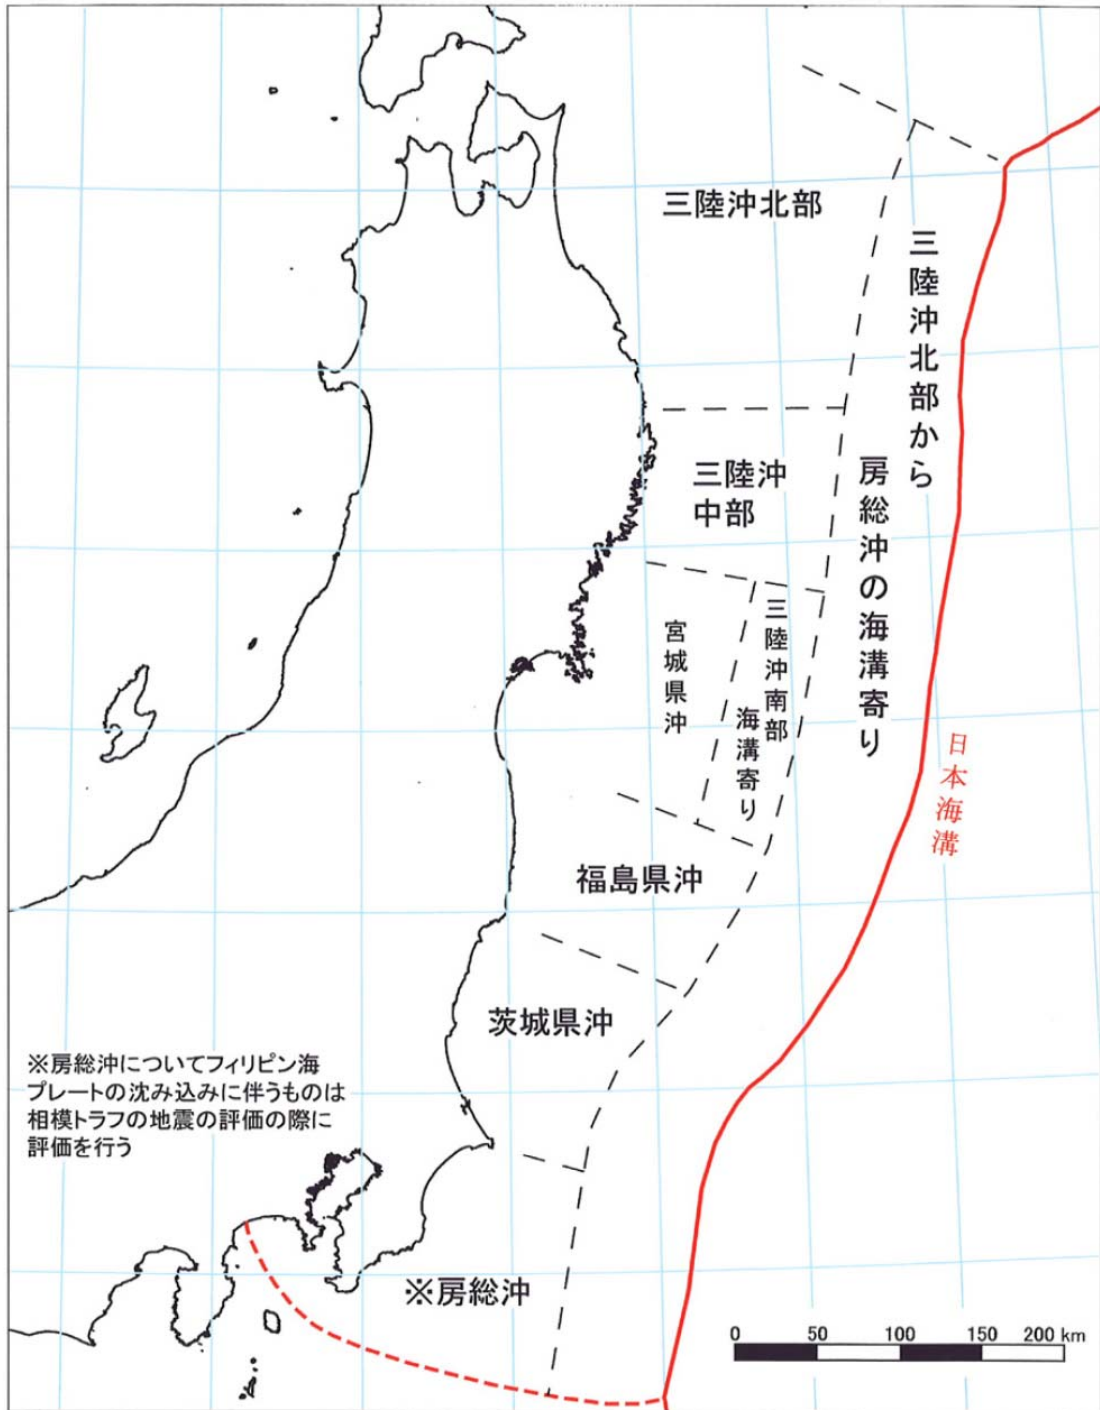 三陸沖北部
三陸沖北部から
房総沖の海溝寄り
三陸沖
中部
宮城県沖
三陸沖南部
海溝寄り
日本海溝
福島県沖
茨城県沖
※房総沖についてフィリピン海
プレートの沈み込みに伴うものは
相模トラフの地震の評価の際に
評価を行う
※房総沖
0 50 100 150 200 km